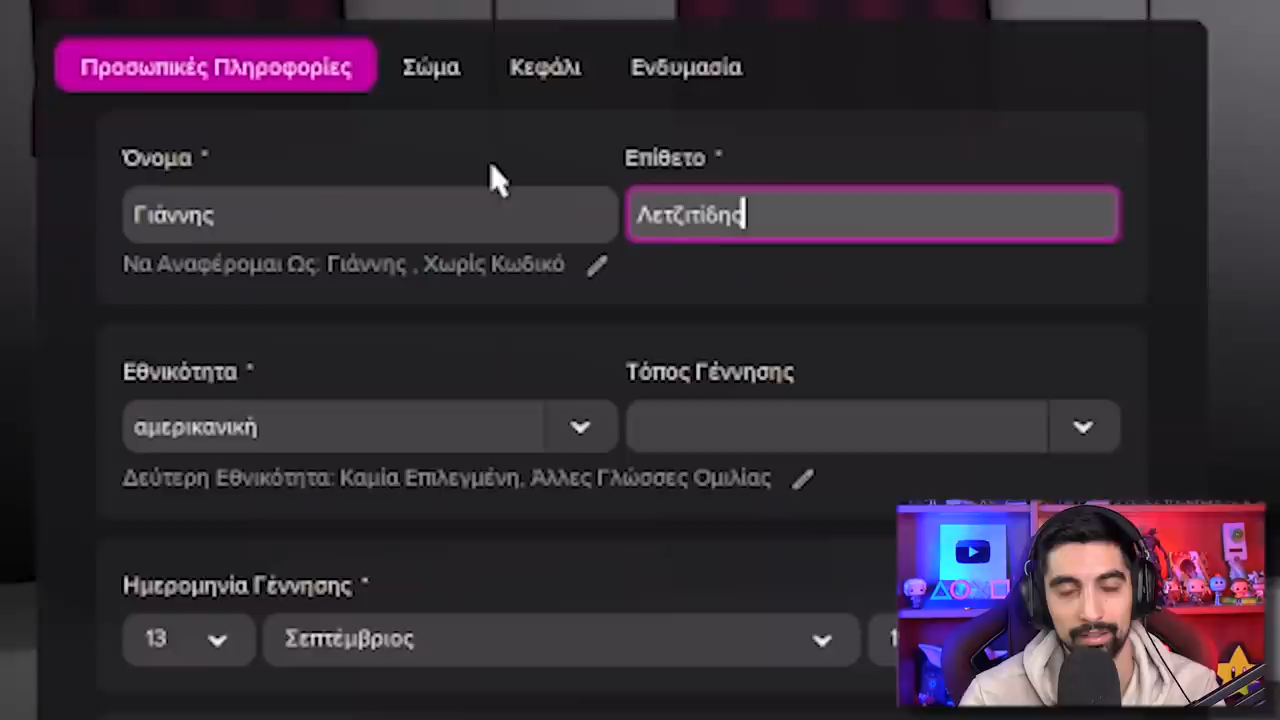 Προσωπικές Πληροφορίες Σώμα Κεφάλι Ενδυμασία
Όνομα * Επίθετο *
Γιάννης Λετζιτίδης
Να Αναφέρομαι Ως: Γιάννης , Χωρίς Κωδικό
Εθνικότητα * Τόπος Γέννησης
αμερικανική
Δεύτερη Εθνικότητα: Καμία Επιλεγμένη, Άλλες Γλώσσες Ομιλίας
Ημερομηνία Γέννησης *
13 Σεπτέμβριος